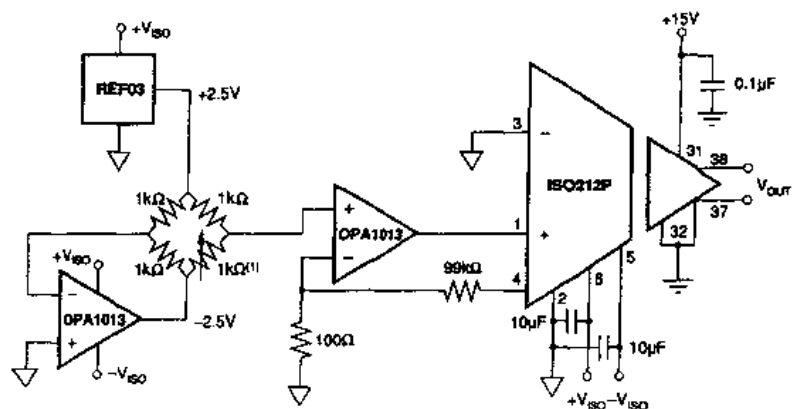 +V_ISO
REF03
+2.5V
1kΩ
1kΩ
1kΩ
1kΩ(1)
+V_ISO
−
OPA1013
+
−2.5V
−V_ISO
+
OPA1013
−
99kΩ
100Ω
3
−
ISO212P
1
+
4
2
6
5
10µF
10µF
+V_ISO
−V_ISO
+15V
0.1µF
31
38
V_OUT
37
32